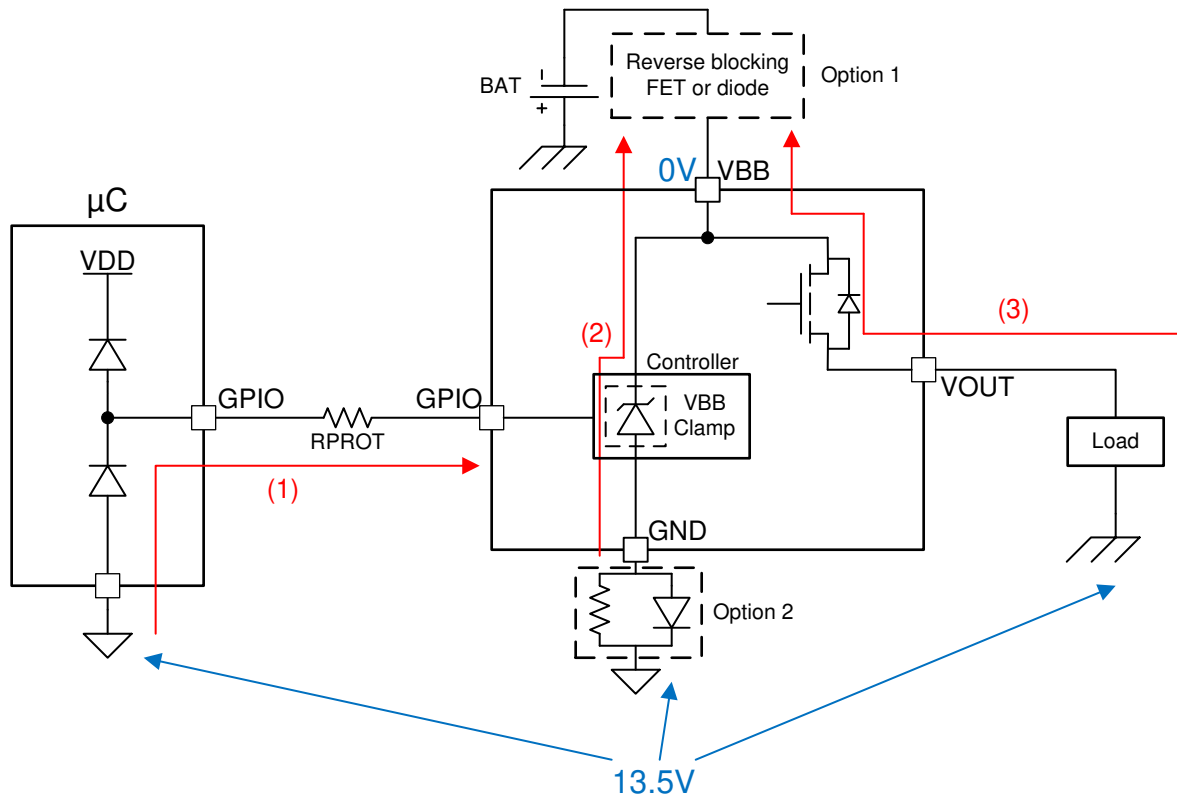 BAT
-
+
Reverse blocking
FET or diode
Option 1
0V
VBB
µC
VDD
GPIO
RPROT
GPIO
(1)
(2)
Controller
VBB
Clamp
(3)
VOUT
Load
GND
Option 2
13.5V